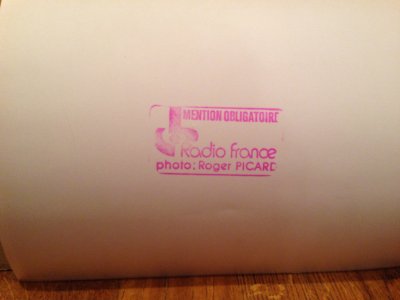 MENTION OBLIGATOIRE
Radio france
photo: Roger PICARD